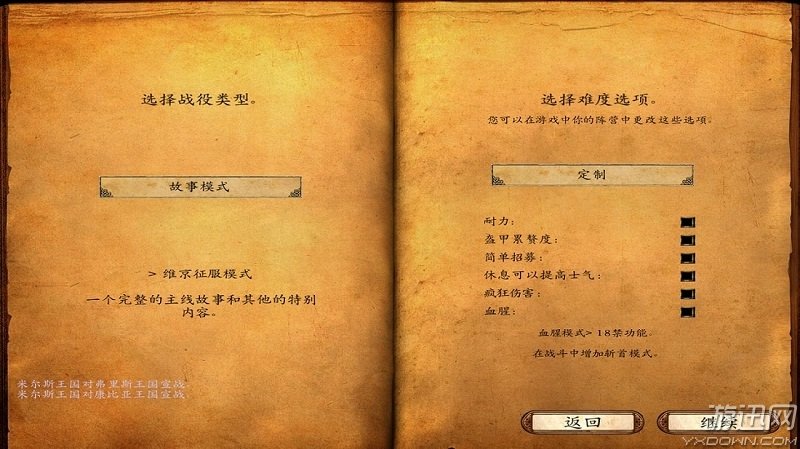 选择战役类型。
故事模式
> 维京征服模式
一个完整的主线故事和其他的特别
内容。
米尔斯王国对弗里斯王国宣战
米尔斯王国对康比亚王国宣战
选择难度选项。
您可以在游戏中你的阵营中更改这些选项。
定制
耐力:
盔甲累赘度:
简单招募:
休息可以提高士气:
疯狂伤害:
血腥:
血腥模式> 18禁功能。
在战斗中增加斩首模式。
返回
继续
游讯网
YXDOWN.COM